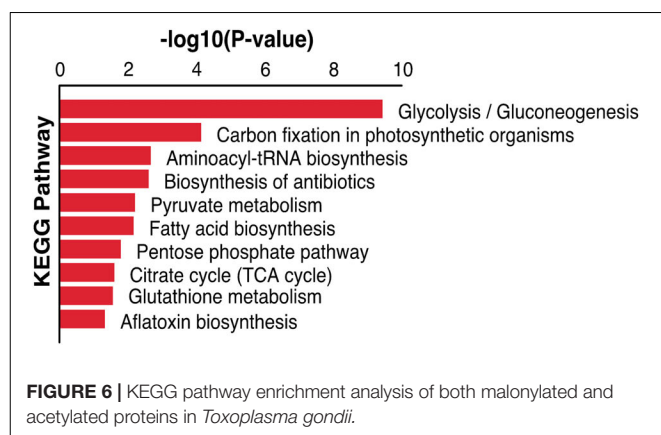 -log10(P-value)
0 2 4 6 8 10
KEGG Pathway
Glycolysis / Gluconeogenesis
Carbon fixation in photosynthetic organisms
Aminoacyl-tRNA biosynthesis
Biosynthesis of antibiotics
Pyruvate metabolism
Fatty acid biosynthesis
Pentose phosphate pathway
Citrate cycle (TCA cycle)
Glutathione metabolism
Aflatoxin biosynthesis
FIGURE 6 | KEGG pathway enrichment analysis of both malonylated and
acetylated proteins in Toxoplasma gondii.